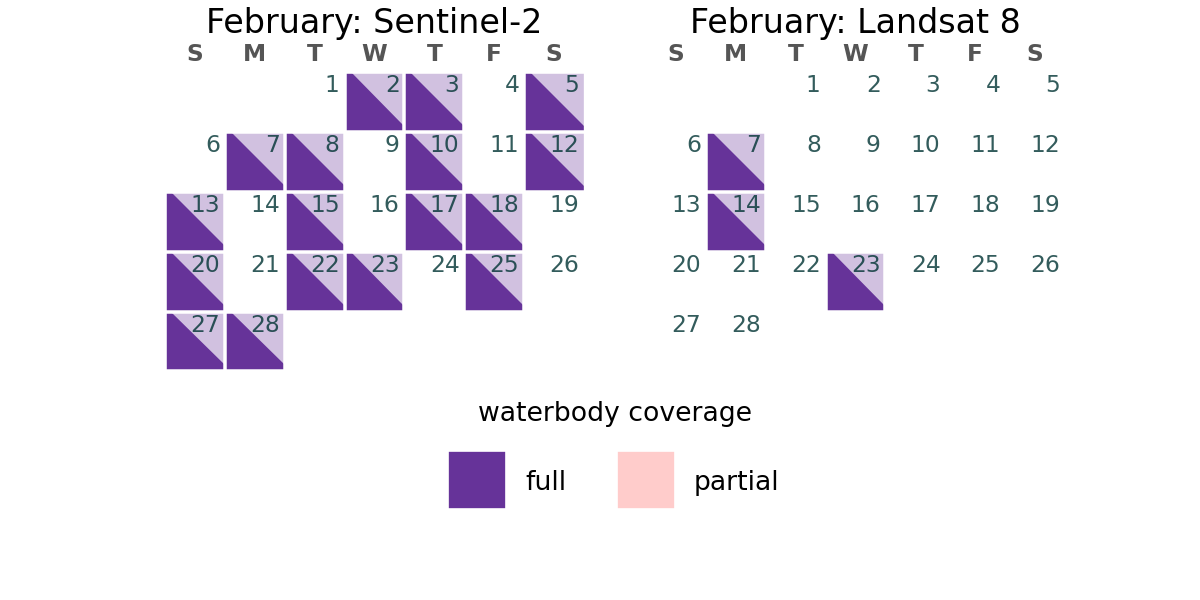 February: Sentinel-2
S M T W T F S
1 2 3 4 5
6 7 8 9 10 11 12
13 14 15 16 17 18 19
20 21 22 23 24 25 26
27 28
February: Landsat 8
S M T W T F S
1 2 3 4 5
6 7 8 9 10 11 12
13 14 15 16 17 18 19
20 21 22 23 24 25 26
27 28
waterbody coverage
full partial